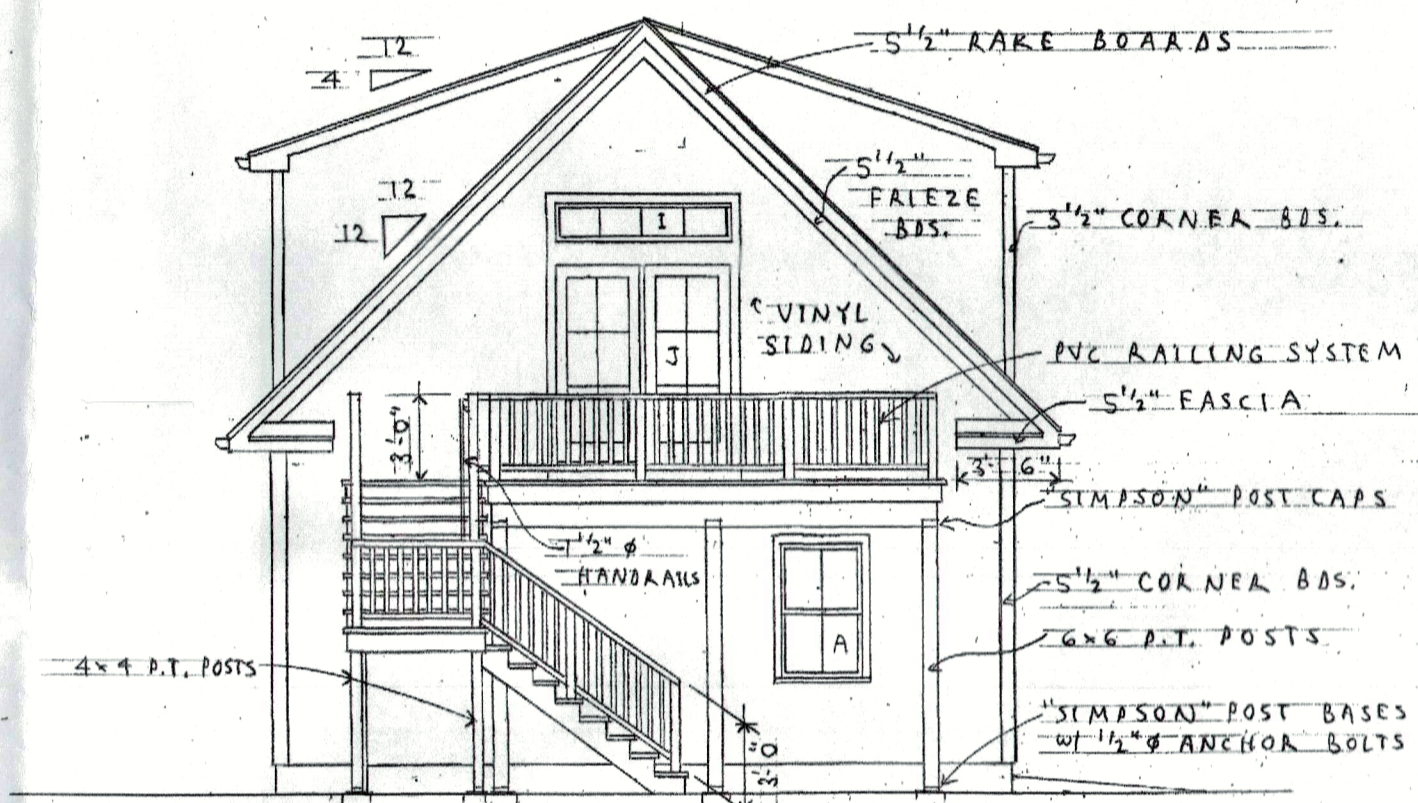 12
4
5 1/2" RAKE BOARDS
12
12
5 1/2"
FRIEZE
BDS.
3 1/2" CORNER BDS.
I
VINYL
SIDING
J
PVC RAILING SYSTEM
5 1/2" FASCIA
3'-0"
3'-6"
"SIMPSON" POST CAPS
1 1/2" ø
HANDRAILS
5 1/2" CORNER BDS.
A
6x6 P.T. POSTS
4x4 P.T. POSTS
"SIMPSON" POST BASES
w/ 1/2" ø ANCHOR BOLTS
3'-0"